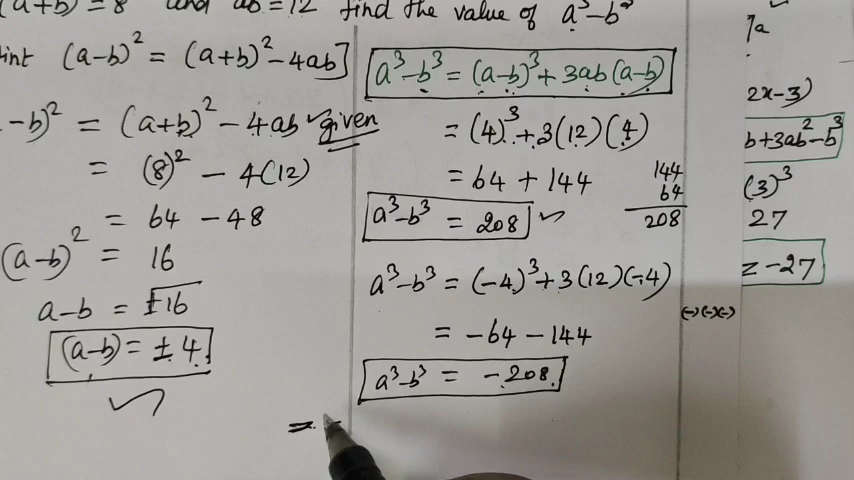 (a+b) = 8 and ab = 12 find the value of a³-b³
int (a-b)² = (a+b)² - 4ab]
-b)² = (a+b)² - 4ab given
= (8)² - 4(12)
= 64 - 48
(a-b)² = 16
a-b = ±√16
(a-b) = ± 4
a³-b³ = (a-b)³ + 3ab(a-b)
= (4)³ + 3(12)(4)
= 64 + 144
144
64
208
a³-b³ = 208
a³-b³ = (-4)³ + 3(12)(-4)
(-)(-)(-)
= -64 - 144
a³-b³ = -208
=
2x-3)
b+3ab²-b³
(3)³
27
- 27